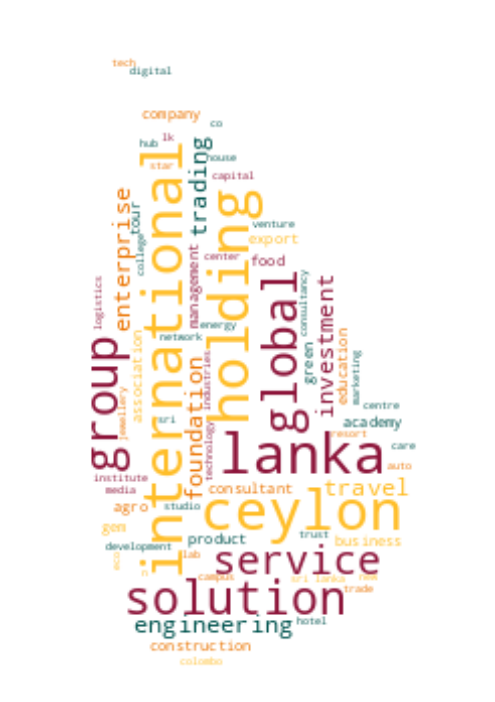 tech
digital
company
co
hub
lk
house
star
capital
international
trading
holding
enterprise
tour
college
venture
export
management
center
food
logistics
group
global
consultancy
investment
energy
network
association
jewellery
foundation
industries
technology
green
education
marketing
centre
sri
academy
lanka
resort
care
auto
institute
media
consultant
travel
agro
studio
ceylon
gem
product
trust
business
development
lab
service
eco
campus
sri lanka
new
trade
solution
engineering
hotel
construction
colombo